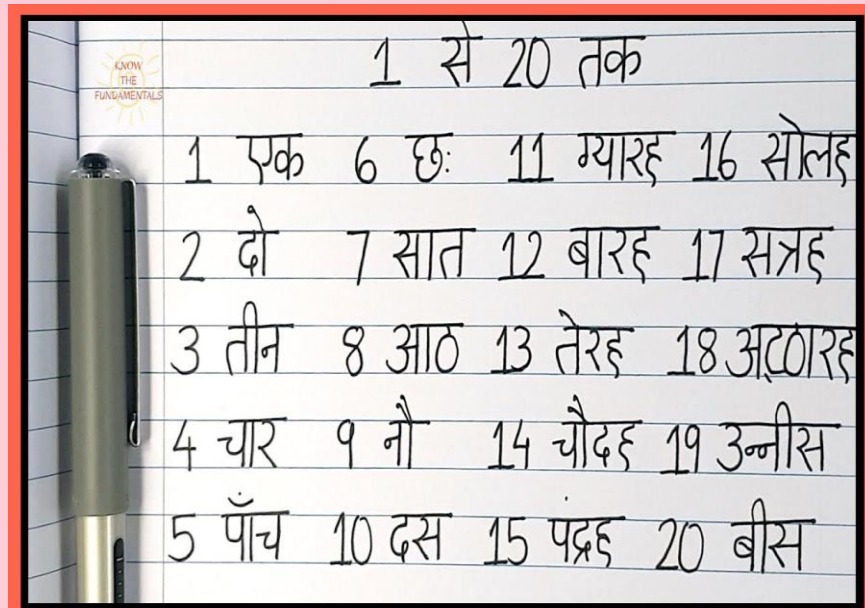 KNOW
THE
FUNDAMENTALS
1 से 20 तक
1 एक 6 छः 11 ग्यारह 16 सोलह
2 दो 7 सात 12 बारह 17 सत्रह
3 तीन 8 आठ 13 तेरह 18 अट्ठारह
4 चार 9 नौ 14 चौदह 19 उन्नीस
5 पाँच 10 दस 15 पंद्रह 20 बीस